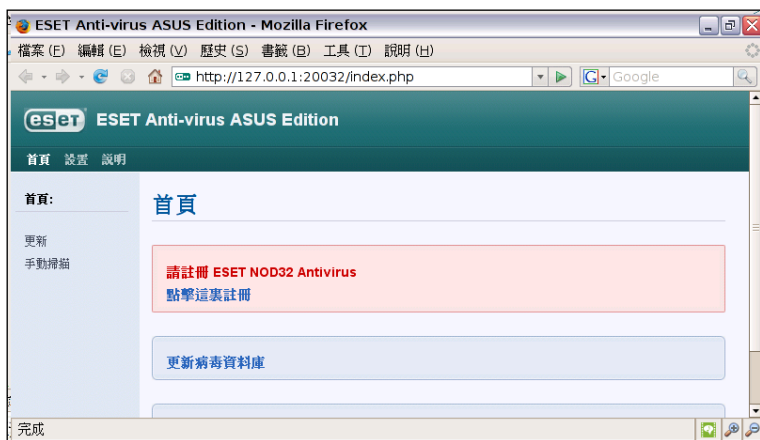 ESET Anti-virus ASUS Edition - Mozilla Firefox
檔案(F) 編輯(E) 檢視(V) 歷史(S) 書籤(B) 工具(T) 說明(H)
http://127.0.0.1:20032/index.php G Google
eseT ESET Anti-virus ASUS Edition
首頁 設置 說明
首頁:
首頁
更新
手動掃描
請註冊 ESET NOD32 Antivirus
點擊這裏註冊
更新病毒資料庫
完成